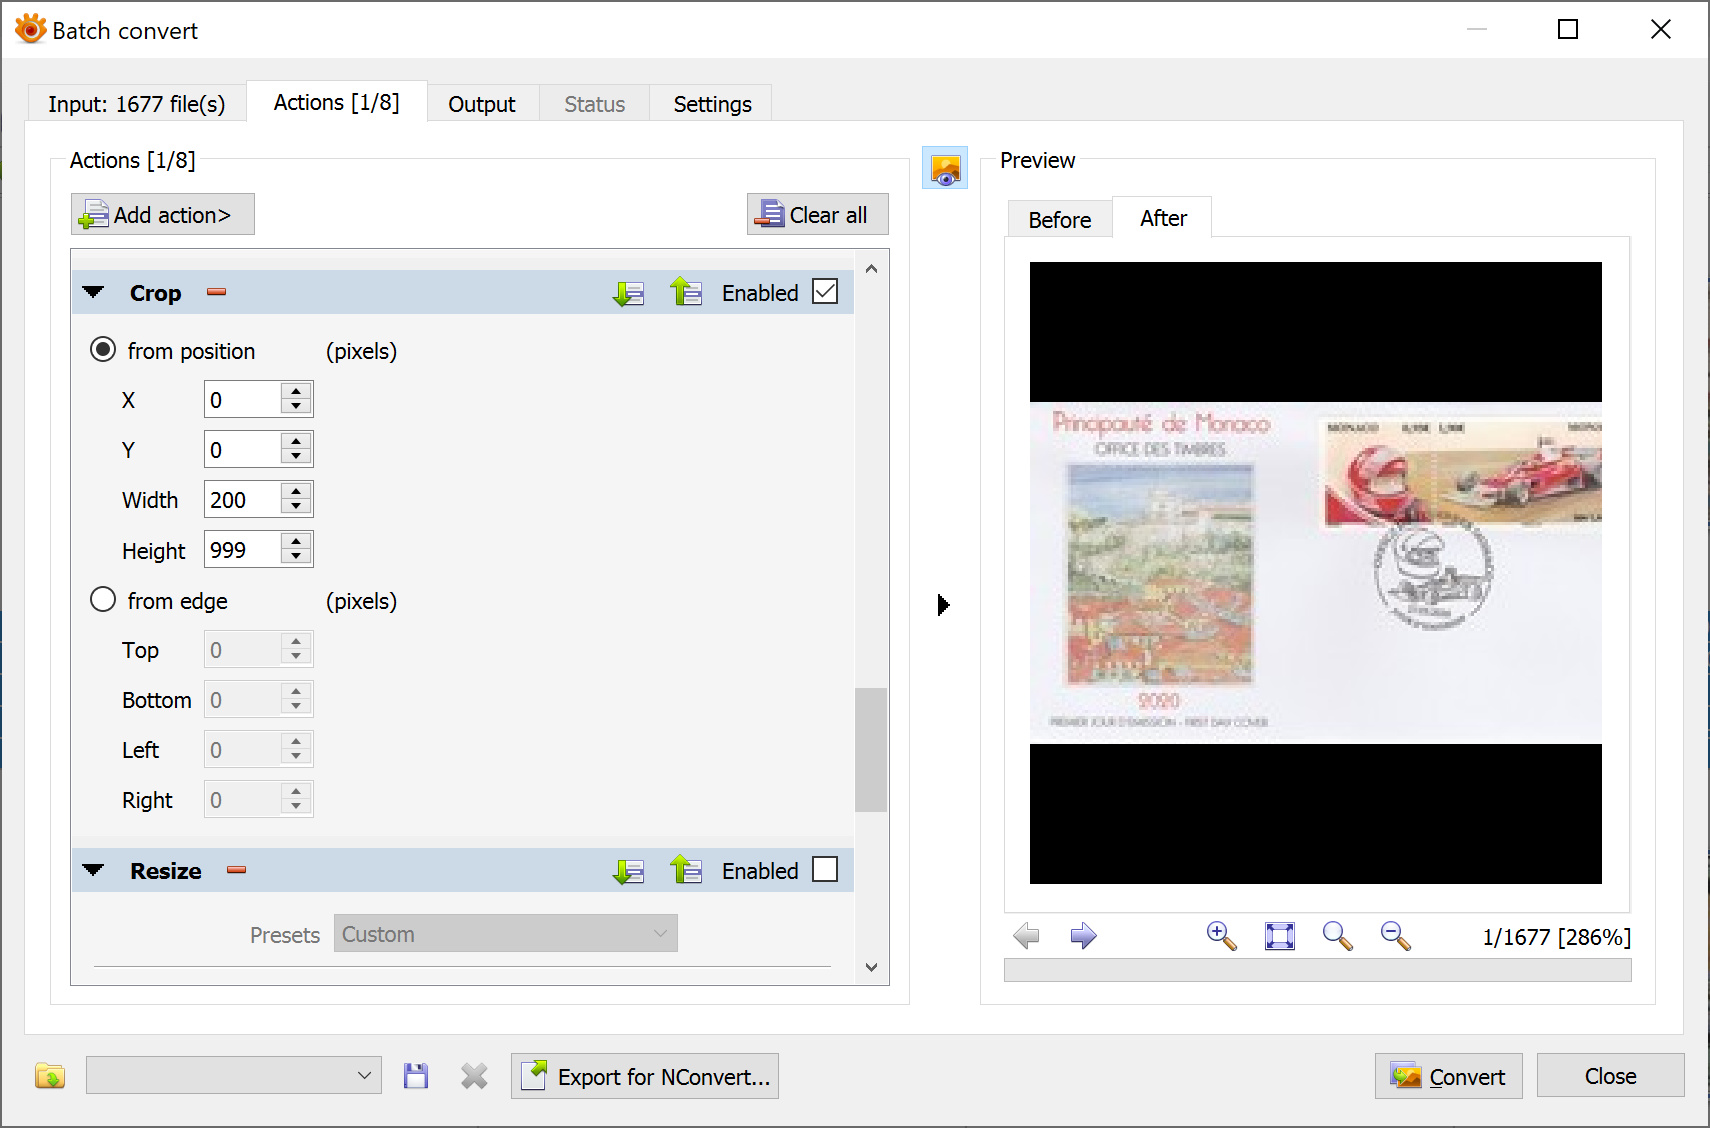 Batch convert
Input: 1677 file(s)
Actions [1/8]
Output
Status
Settings
Actions [1/8]
Add action>
Clear all
Crop
Enabled
from position (pixels)
X 0
Y 0
Width 200
Height 999
from edge (pixels)
Top 0
Bottom 0
Left 0
Right 0
Resize
Enabled
Presets Custom
Preview
Before
After
Principauté de Monaco
OFFICE DES TIMBRES
MONACO
2020
PREMIER JOUR D'EMISSION - FIRST DAY COVER
1/1677 [286%]
Export for NConvert...
Convert
Close